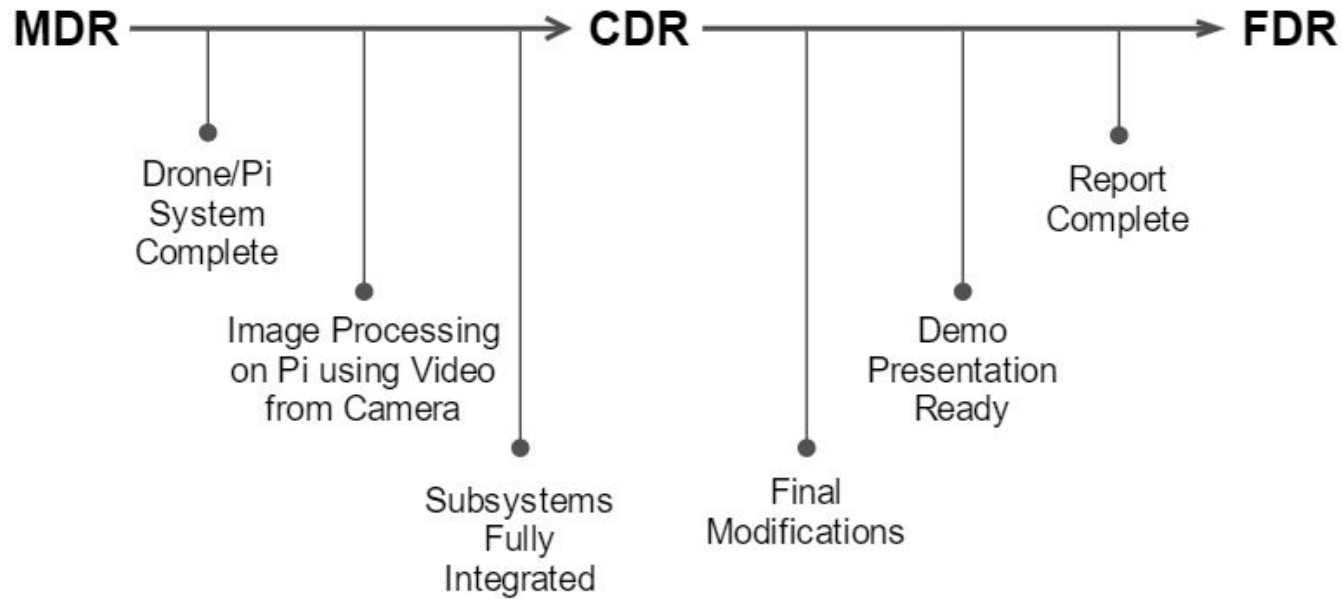 MDR
CDR
FDR
Drone/Pi
System
Complete
Image Processing
on Pi using Video
from Camera
Subsystems
Fully
Integrated
Final
Modifications
Demo
Presentation
Ready
Report
Complete